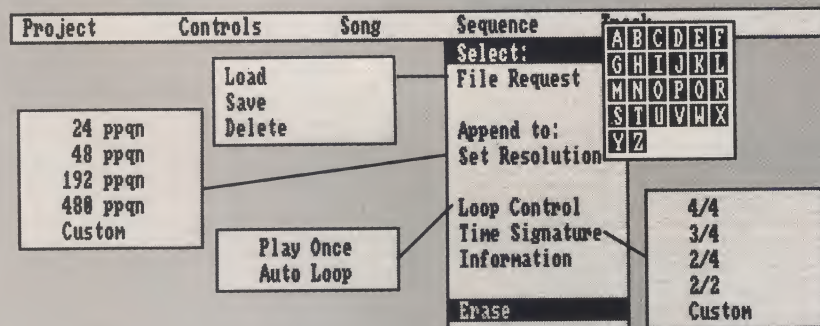 Project Controls Song Sequence Track
Select:
File Request
Append to:
Set Resolution
Loop Control
Time Signature
Information
Erase
Load
Save
Delete
24 ppqn
48 ppqn
192 ppqn
480 ppqn
Custom
Play Once
Auto Loop
A B C D E F
G H I J K L
M N O P Q R
S T U V W X
Y Z
4/4
3/4
2/4
2/2
Custom